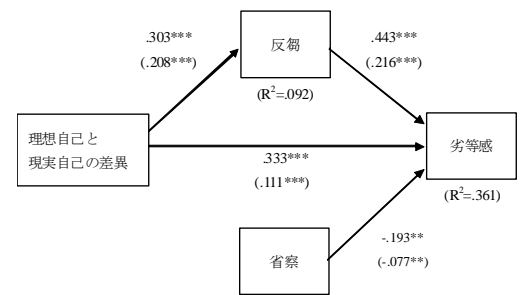 .303***
(.208***)
反芻
.443***
(.216***)
(R²=.092)
理想自己と
現実自己の差異
.333***
(.111***)
劣等感
(R²=.361)
省察
-.193**
(-.077**)